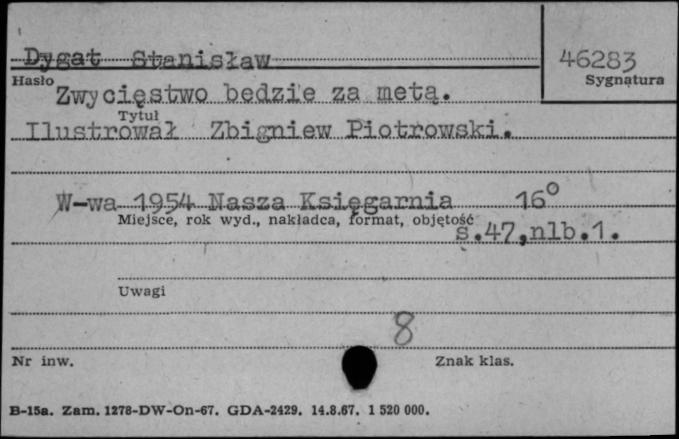 Dygat Stanisław
46283
Hasło
Sygnatura
Zwycięstwo bedzie za metą.
Tytuł
Ilustrował Zbigniew Piotrowski.
W-wa 1954 Nasza Księgarnia 16°
Miejsce, rok wyd., nakładca, format, objętość
s.47,nlb.1.
Uwagi
8
Nr inw.
Znak klas.
B-15a. Zam. 1278-DW-On-67. GDA-2429. 14.8.67. 1 520 000.